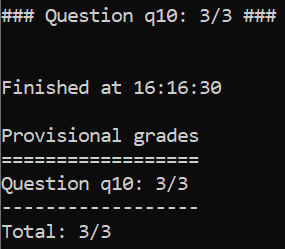 ### Question q10: 3/3 ###
Finished at 16:16:30
Provisional grades
==================
Question q10: 3/3
------------------
Total: 3/3